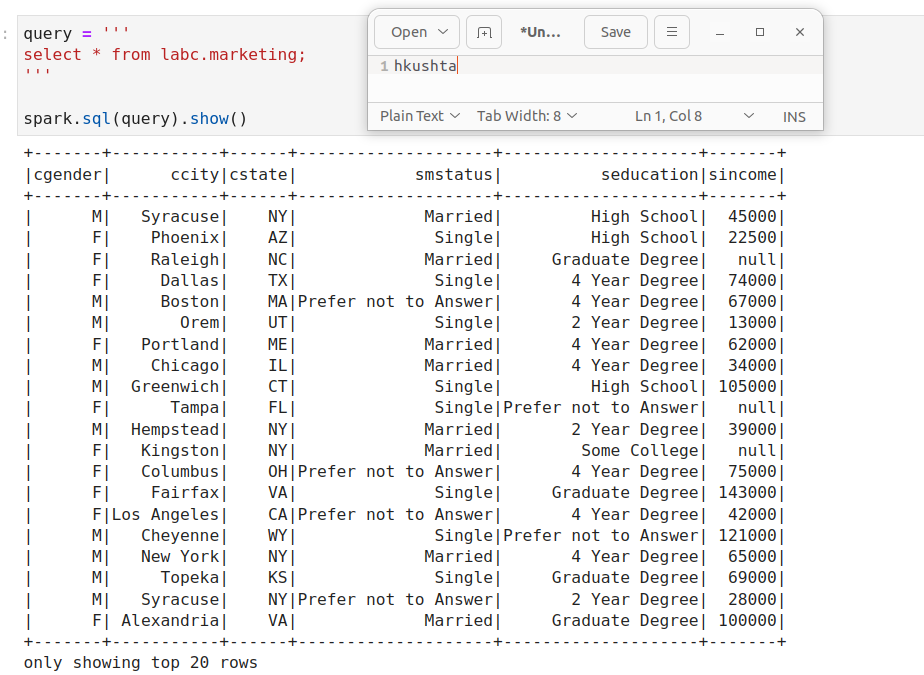 :
query = '''
select * from labc.marketing;
'''
spark.sql(query).show()
Open *Un... Save
1 hkushta
Plain Text Tab Width: 8 Ln 1, Col 8 INS
+-------+-----------+------+--------------------+--------------------+-------+
|cgender|      ccity|cstate|            smstatus|          seducation|sincome|
+-------+-----------+------+--------------------+--------------------+-------+
|      M|   Syracuse|    NY|             Married|         High School|  45000|
|      F|    Phoenix|    AZ|              Single|         High School|  22500|
|      F|    Raleigh|    NC|             Married|     Graduate Degree|   null|
|      F|     Dallas|    TX|              Single|       4 Year Degree|  74000|
|      M|     Boston|    MA|Prefer not to Answer|       4 Year Degree|  67000|
|      M|       Orem|    UT|              Single|       2 Year Degree|  13000|
|      F|   Portland|    ME|             Married|       4 Year Degree|  62000|
|      M|    Chicago|    IL|             Married|       4 Year Degree|  34000|
|      M|  Greenwich|    CT|              Single|         High School| 105000|
|      F|      Tampa|    FL|              Single|Prefer not to Answer|   null|
|      M|  Hempstead|    NY|             Married|       2 Year Degree|  39000|
|      F|   Kingston|    NY|             Married|        Some College|   null|
|      F|   Columbus|    OH|Prefer not to Answer|       4 Year Degree|  75000|
|      F|    Fairfax|    VA|              Single|     Graduate Degree| 143000|
|      F|Los Angeles|    CA|Prefer not to Answer|       4 Year Degree|  42000|
|      M|   Cheyenne|    WY|              Single|Prefer not to Answer| 121000|
|      M|   New York|    NY|             Married|       4 Year Degree|  65000|
|      M|     Topeka|    KS|              Single|     Graduate Degree|  69000|
|      M|   Syracuse|    NY|Prefer not to Answer|       2 Year Degree|  28000|
|      F| Alexandria|    VA|             Married|     Graduate Degree| 100000|
+-------+-----------+------+--------------------+--------------------+-------+
only showing top 20 rows